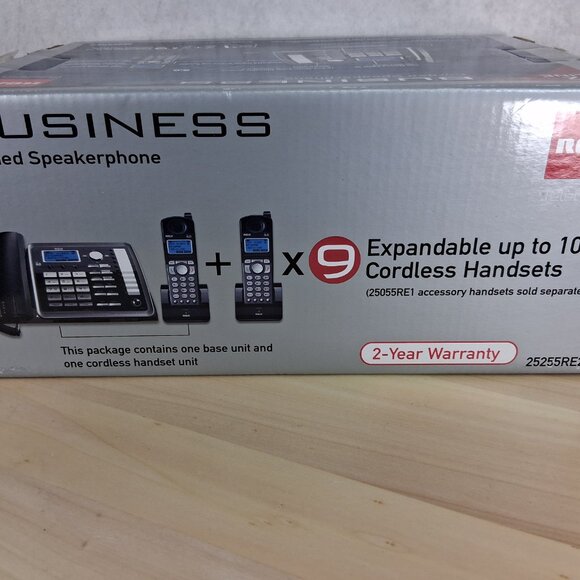 USINESS
ed Speakerphone
+
x 9
Expandable up to 10
Cordless Handsets
(25055RE1 accessory handsets sold separate
This package contains one base unit and
one cordless handset unit
2-Year Warranty
25255RE2